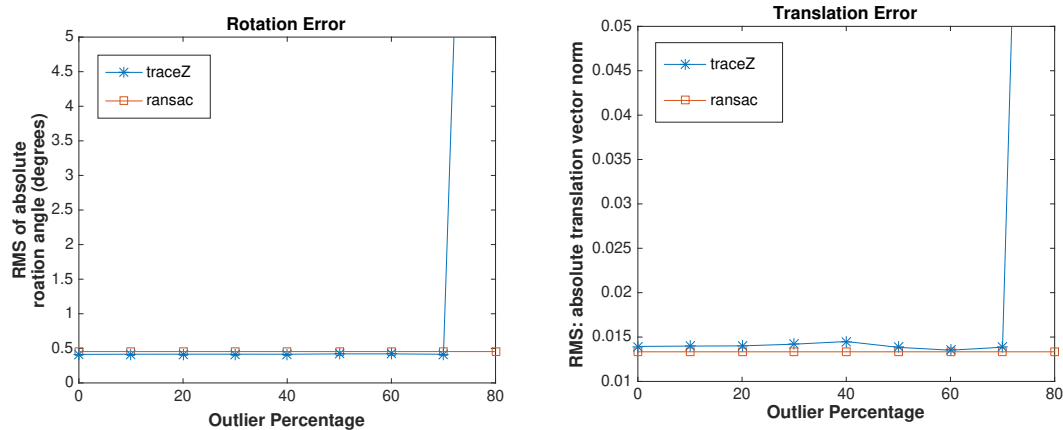 Rotation Error
5
4.5
4
3.5
3
2.5
2
1.5
1
0.5
0
RMS of absolute
roation angle (degrees)
traceZ
ransac
0 20 40 60 80
Outlier Percentage
Translation Error
0.05
0.045
0.04
0.035
0.03
0.025
0.02
0.015
0.01
RMS: absolute translation vector norm
traceZ
ransac
0 20 40 60 80
Outlier Percentage